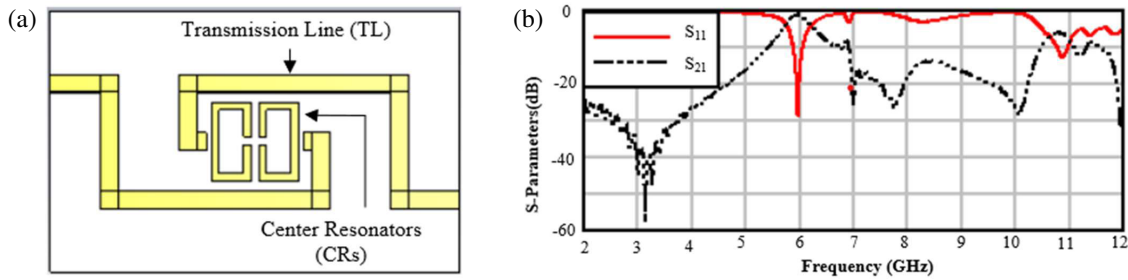 (a)
Transmission Line (TL)
Center Resonators
(CRs)
(b)
S11
S21
S-Parameters(dB)
0
-20
-40
-60
2
3
4
5
6
7
8
9
10
11
12
Frequency (GHz)